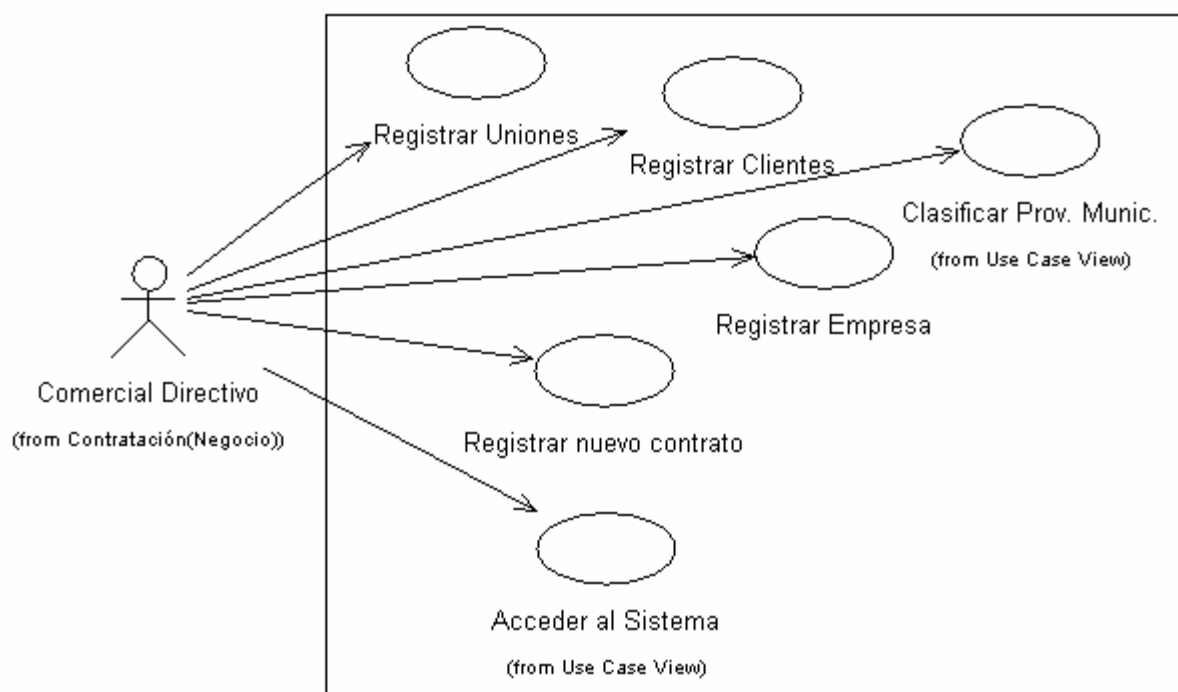 Registrar Uniones
Registrar Clientes
Clasificar Prov. Munic.
(from Use Case View)
Registrar Empresa
Comercial Directivo
(from Contratación(Negocio))
Registrar nuevo contrato
Acceder al Sistema
(from Use Case View)